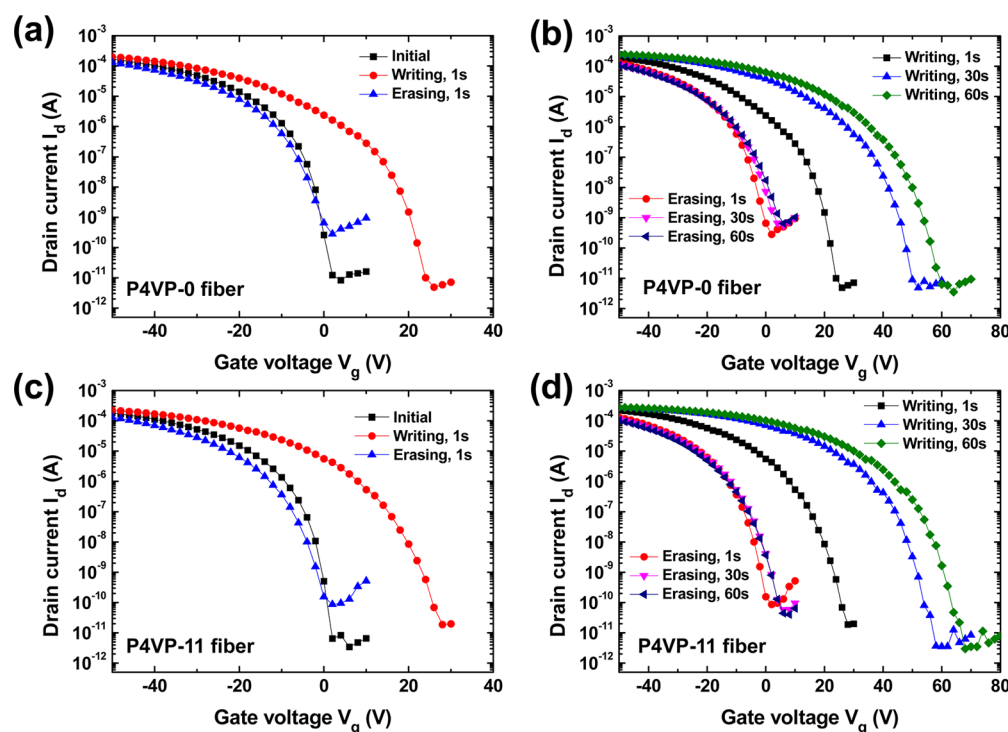 (a)
10⁻³
10⁻⁴
10⁻⁵
10⁻⁶
10⁻⁷
10⁻⁸
10⁻⁹
10⁻¹⁰
10⁻¹¹
10⁻¹²
Drain current I_d (A)
Initial
Writing, 1s
Erasing, 1s
P4VP-0 fiber
-40 -20 0 20 40
Gate voltage V_g (V)
(b)
10⁻³
10⁻⁴
10⁻⁵
10⁻⁶
10⁻⁷
10⁻⁸
10⁻⁹
10⁻¹⁰
10⁻¹¹
10⁻¹²
Drain current I_d (A)
Writing, 1s
Writing, 30s
Writing, 60s
Erasing, 1s
Erasing, 30s
Erasing, 60s
P4VP-0 fiber
-40 -20 0 20 40 60 80
Gate voltage V_g (V)
(c)
10⁻³
10⁻⁴
10⁻⁵
10⁻⁶
10⁻⁷
10⁻⁸
10⁻⁹
10⁻¹⁰
10⁻¹¹
10⁻¹²
Drain current I_d (A)
Initial
Writing, 1s
Erasing, 1s
P4VP-11 fiber
-40 -20 0 20 40
Gate voltage V_g (V)
(d)
10⁻³
10⁻⁴
10⁻⁵
10⁻⁶
10⁻⁷
10⁻⁸
10⁻⁹
10⁻¹⁰
10⁻¹¹
10⁻¹²
Drain current I_d (A)
Writing, 1s
Writing, 30s
Writing, 60s
Erasing, 1s
Erasing, 30s
Erasing, 60s
P4VP-11 fiber
-40 -20 0 20 40 60 80
Gate voltage V_g (V)